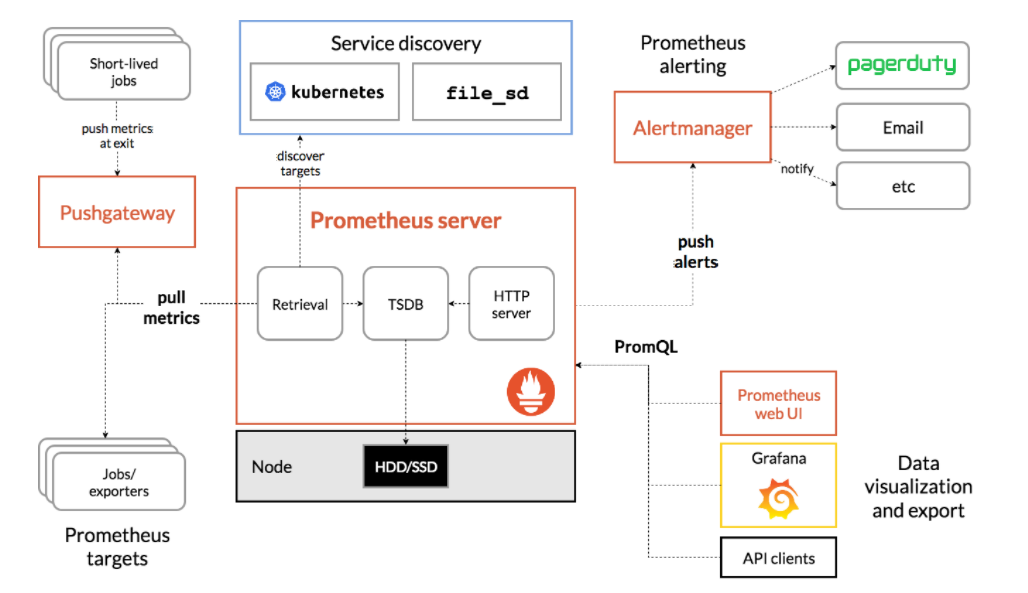 Short-lived
jobs
push metrics
at exit
Pushgateway
pull
metrics
Jobs/
exporters
Prometheus
targets
Service discovery
kubernetes
file_sd
discover
targets
Prometheus server
Retrieval
TSDB
HTTP
server
Node
HDD/SSD
Prometheus
alerting
Alertmanager
pagerduty
Email
notify
etc
push
alerts
PromQL
Prometheus
web UI
Grafana
API clients
Data
visualization
and export